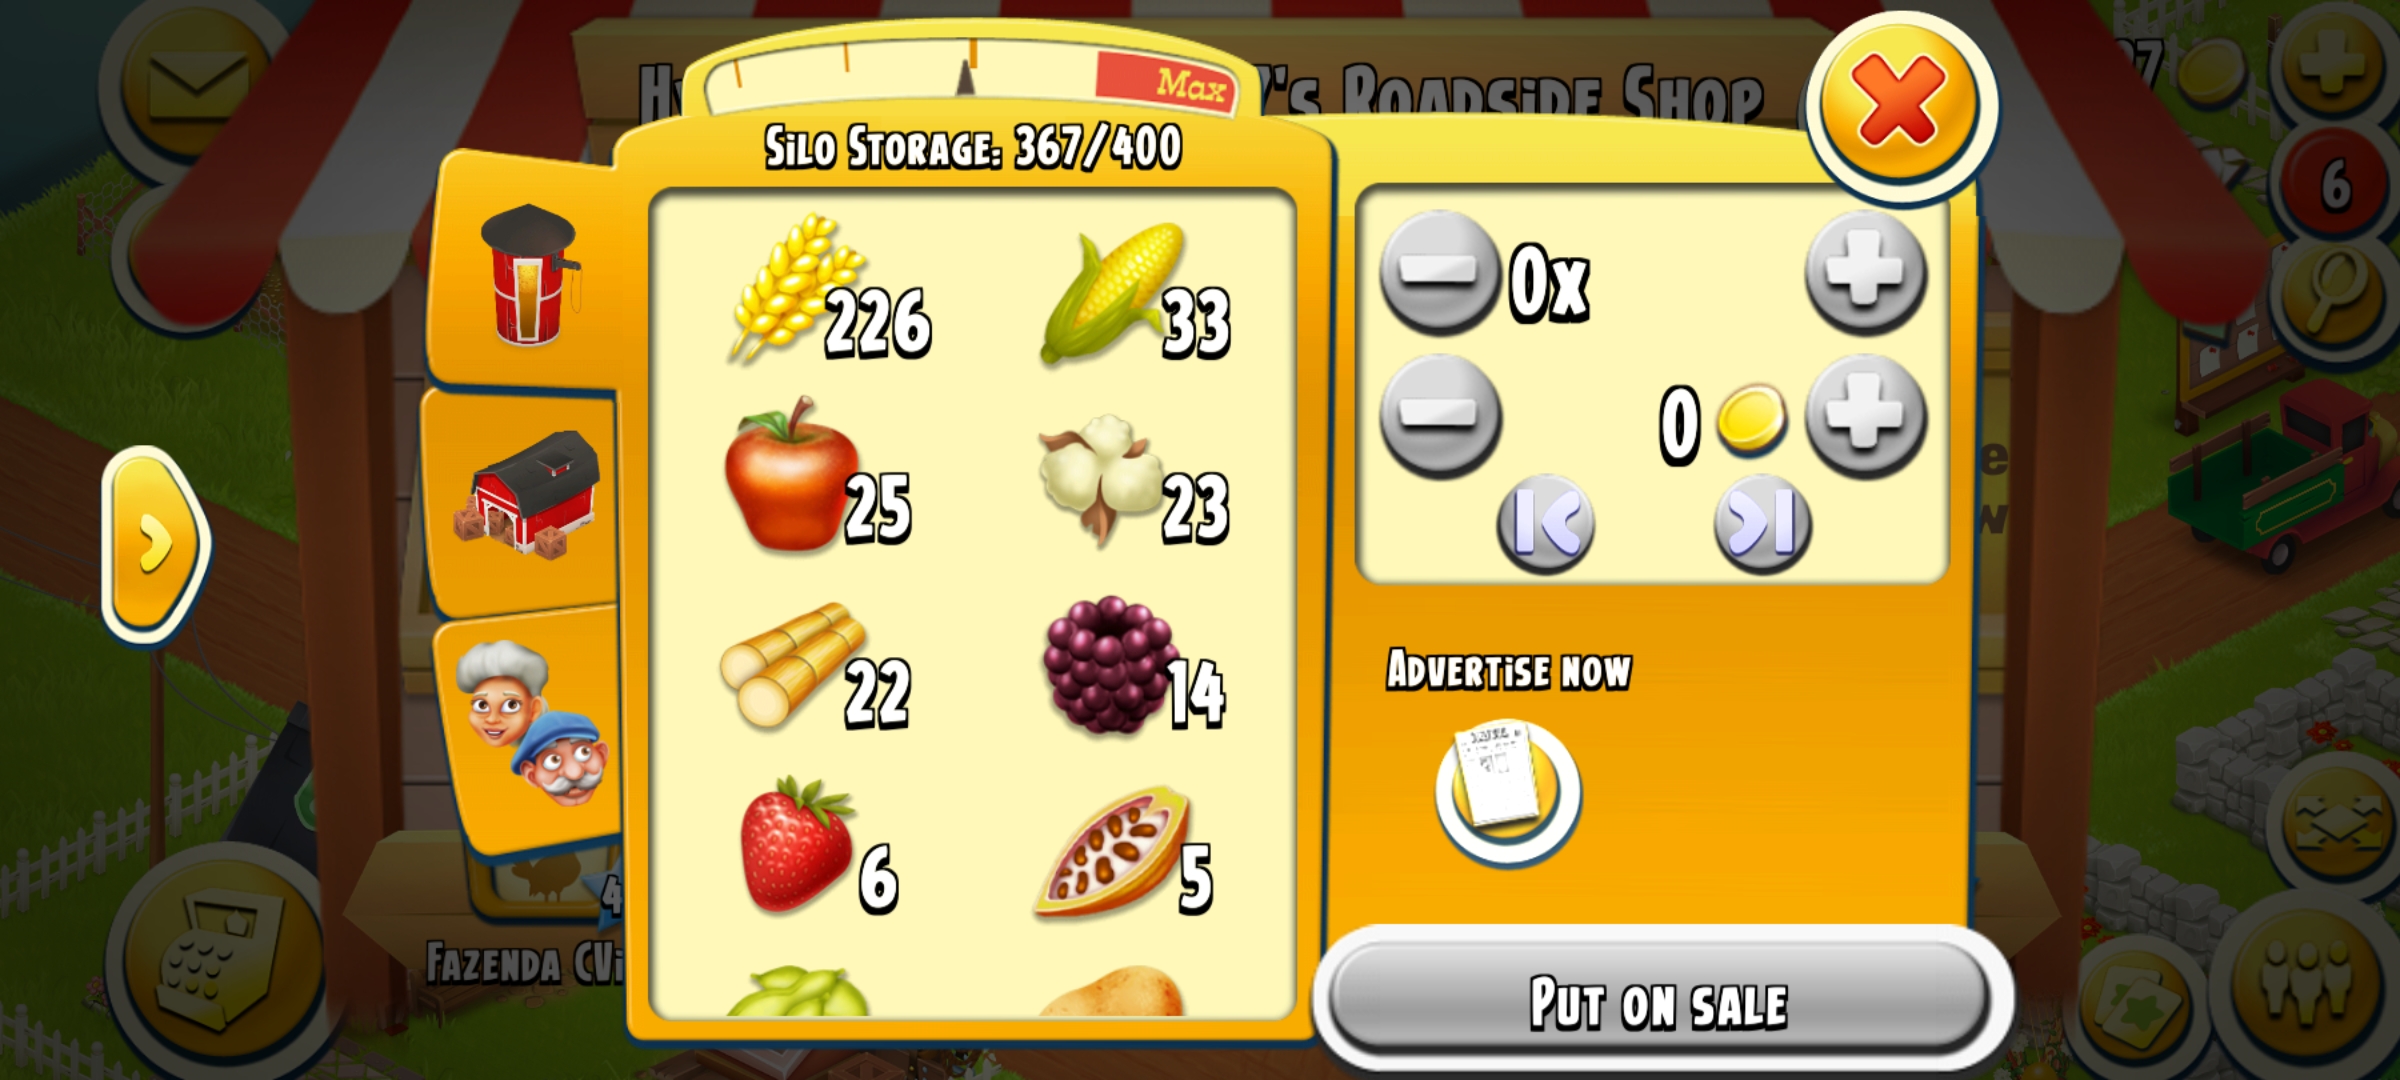 's Roadside Shop
Max
Silo Storage: 367/400
6
226
33
0x
25
23
0
22
14
Advertise now
6
5
Fazenda CVi
Put on sale